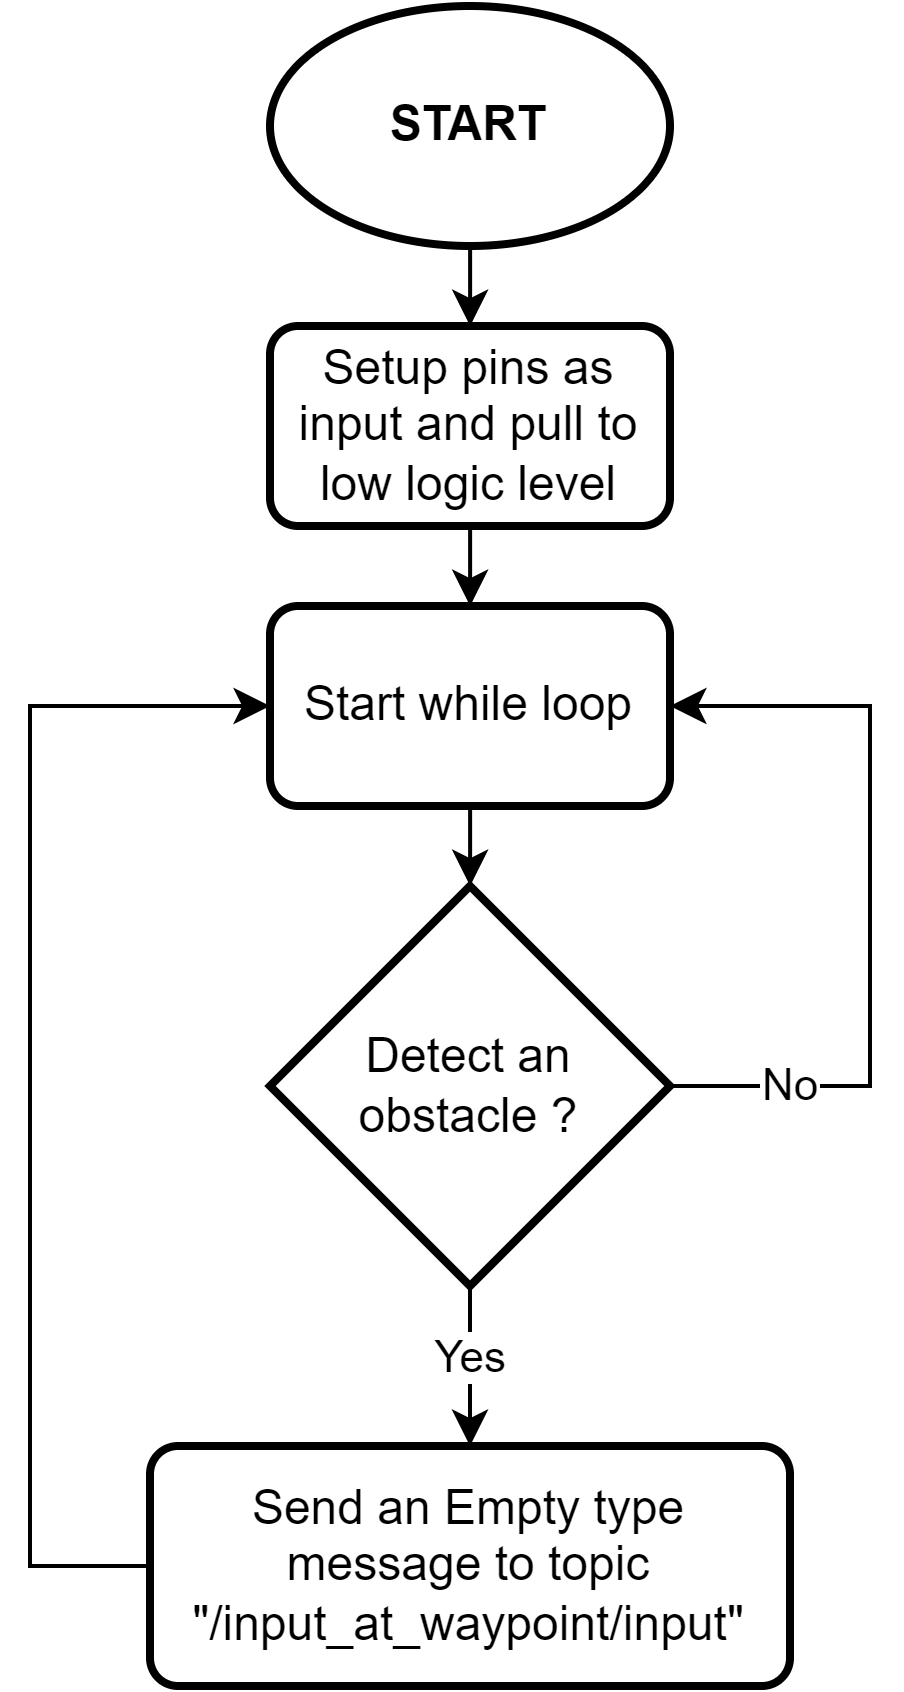 START
Setup pins as
input and pull to
low logic level
Start while loop
Detect an
obstacle ?
No
Yes
Send an Empty type
message to topic
"/input_at_waypoint/input"